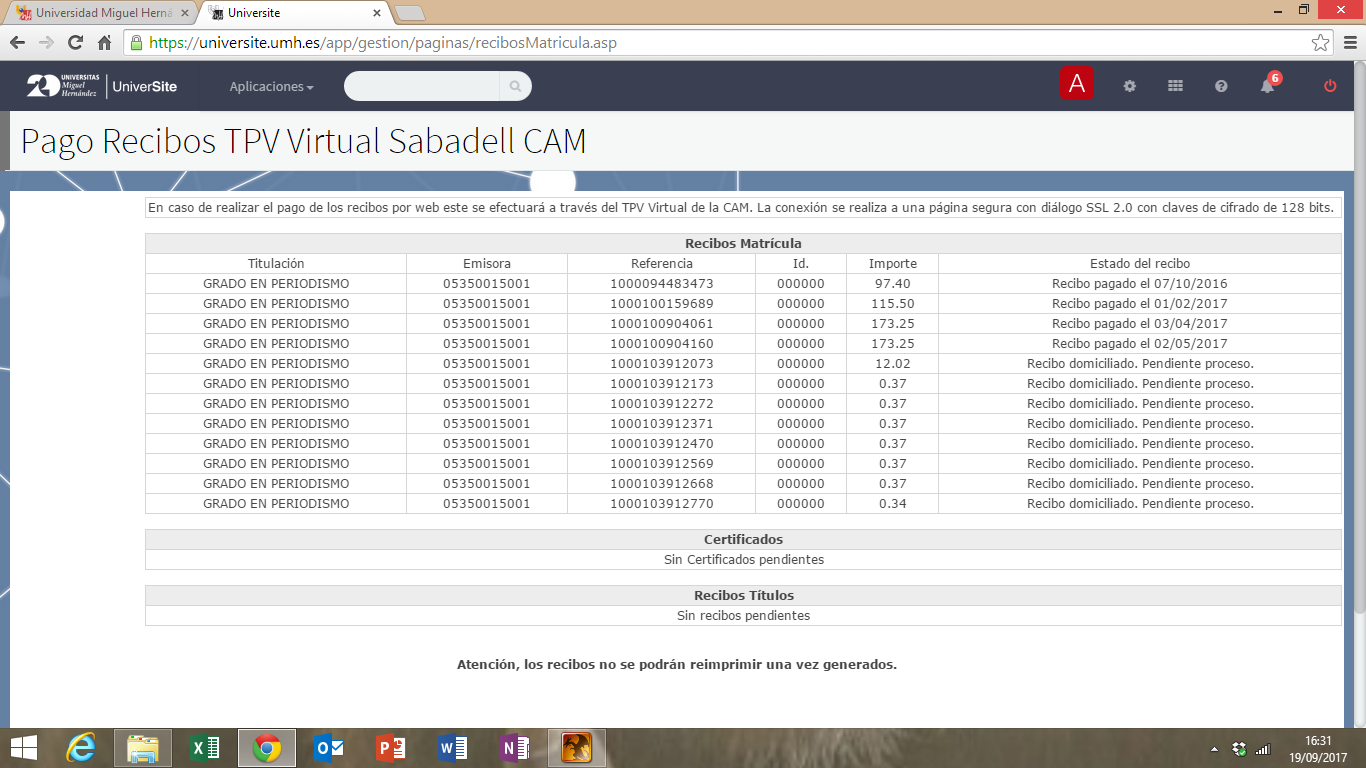 Universidad Miguel Herná
Universite
https://universite.umh.es/app/gestion/paginas/recibosMatricula.asp
20 UNIVERSITAS Miguel Hernández UniverSite Aplicaciones A 6
Pago Recibos TPV Virtual Sabadell CAM
En caso de realizar el pago de los recibos por web este se efectuará a través del TPV Virtual de la CAM. La conexión se realiza a una página segura con diálogo SSL 2.0 con claves de cifrado de 128 bits.
Recibos Matrícula
Titulación Emisora Referencia Id. Importe Estado del recibo
GRADO EN PERIODISMO 05350015001 1000094483473 000000 97.40 Recibo pagado el 07/10/2016
GRADO EN PERIODISMO 05350015001 1000100159689 000000 115.50 Recibo pagado el 01/02/2017
GRADO EN PERIODISMO 05350015001 1000100904061 000000 173.25 Recibo pagado el 03/04/2017
GRADO EN PERIODISMO 05350015001 1000100904160 000000 173.25 Recibo pagado el 02/05/2017
GRADO EN PERIODISMO 05350015001 1000103912073 000000 12.02 Recibo domiciliado. Pendiente proceso.
GRADO EN PERIODISMO 05350015001 1000103912173 000000 0.37 Recibo domiciliado. Pendiente proceso.
GRADO EN PERIODISMO 05350015001 1000103912272 000000 0.37 Recibo domiciliado. Pendiente proceso.
GRADO EN PERIODISMO 05350015001 1000103912371 000000 0.37 Recibo domiciliado. Pendiente proceso.
GRADO EN PERIODISMO 05350015001 1000103912470 000000 0.37 Recibo domiciliado. Pendiente proceso.
GRADO EN PERIODISMO 05350015001 1000103912569 000000 0.37 Recibo domiciliado. Pendiente proceso.
GRADO EN PERIODISMO 05350015001 1000103912668 000000 0.37 Recibo domiciliado. Pendiente proceso.
GRADO EN PERIODISMO 05350015001 1000103912770 000000 0.34 Recibo domiciliado. Pendiente proceso.
Certificados
Sin Certificados pendientes
Recibos Títulos
Sin recibos pendientes
Atención, los recibos no se podrán reimprimir una vez generados.
16:31
19/09/2017